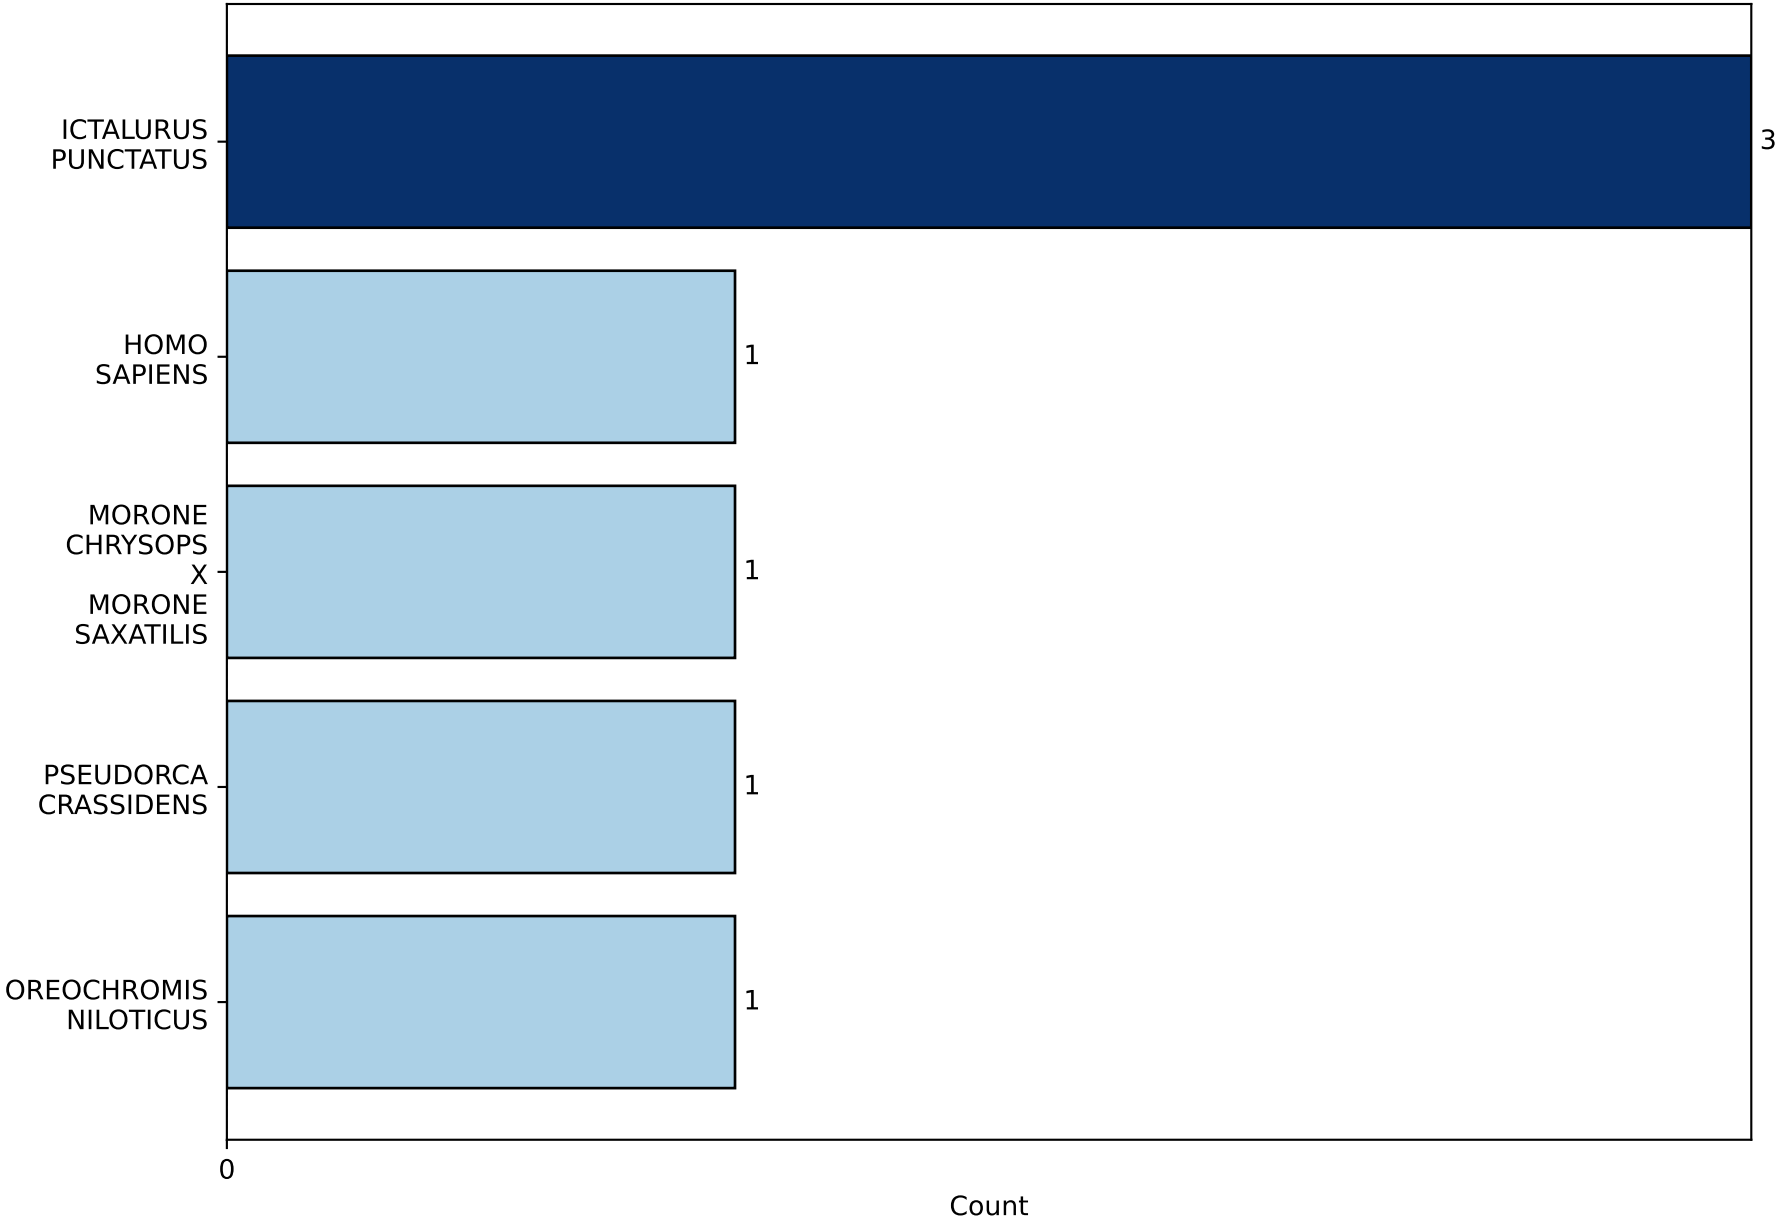 ICTALURUS
PUNCTATUS
3
HOMO
SAPIENS
1
MORONE
CHRYSOPS
X
MORONE
SAXATILIS
1
PSEUDORCA
CRASSIDENS
1
OREOCHROMIS
NILOTICUS
1
0
Count